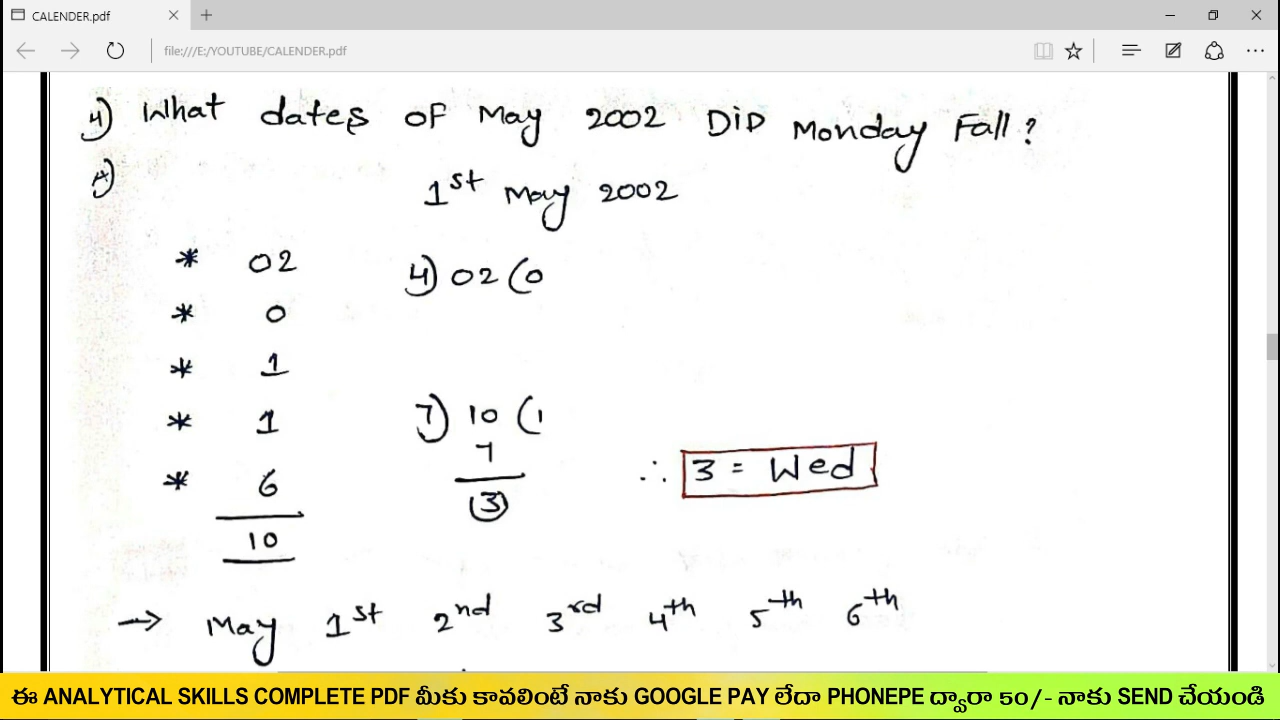 CALENDER.pdf
file:///E:/YOUTUBE/CALENDER.pdf
4) What dates of May 2002 DiD Monday Fall?
A)
1st May 2002
* 02
4) 02 (0
* 0
* 1
* 1
7) 10 (1
7
(3)
∴ 3 = Wed
* 6
10
→ May 1st 2nd 3rd 4th 5th 6th
ఈ ANALYTICAL SKILLS COMPLETE PDF మీకు కావలింటే నాకు GOOGLE PAY లేదా PHONEPE ద్వారా 50/- నాకు SEND చేయండి